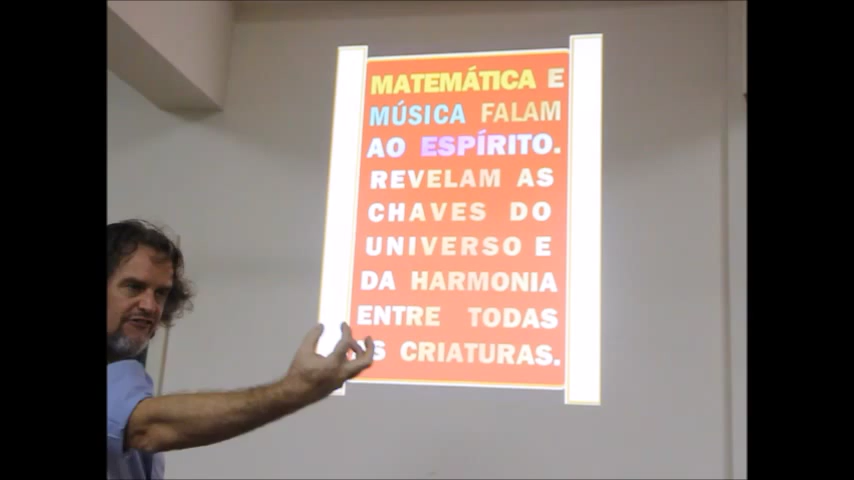 MATEMÁTICA E
MÚSICA FALAM
AO ESPÍRITO.
REVELAM AS
CHAVES DO
UNIVERSO E
DA HARMONIA
ENTRE TODAS
CRIATURAS.